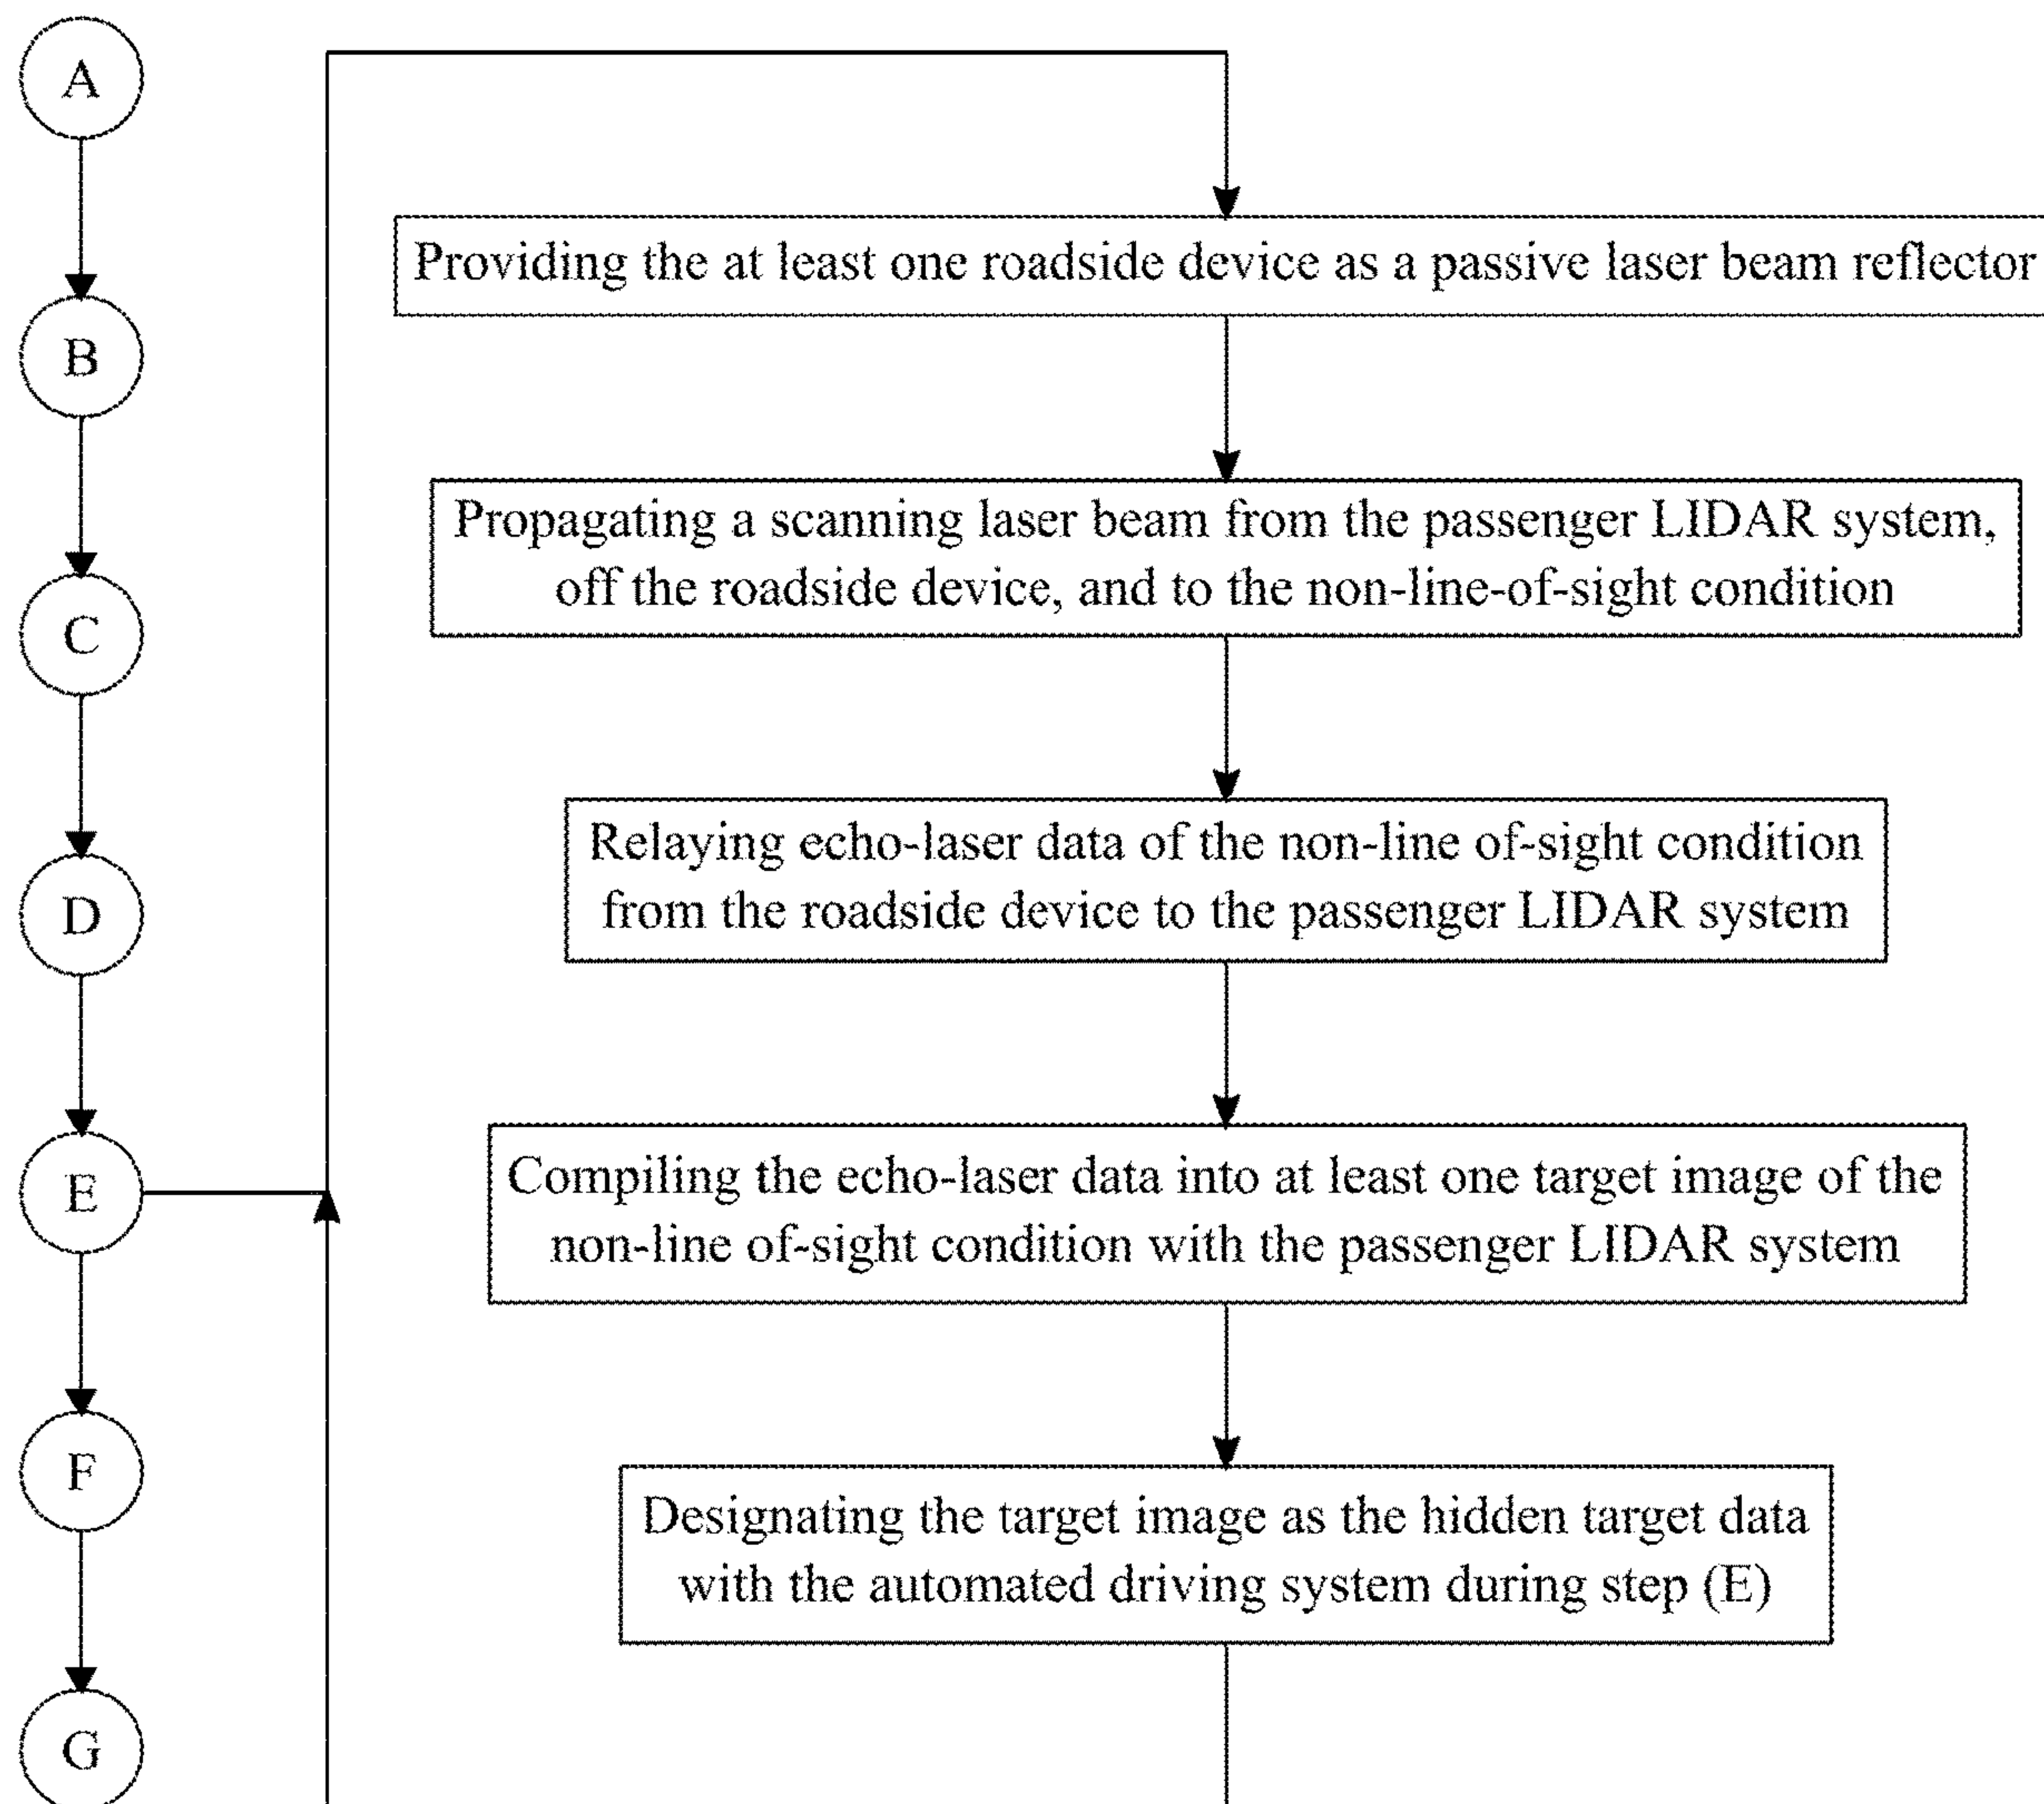 A
B
C
D
E
F
G
Providing the at least one roadside device as a passive laser beam reflector
Propagating a scanning laser beam from the passenger LIDAR system,
off the roadside device, and to the non-line-of-sight condition
Relaying echo-laser data of the non-line of-sight condition
from the roadside device to the passenger LIDAR system
Compiling the echo-laser data into at least one target image of the
non-line of-sight condition with the passenger LIDAR system
Designating the target image as the hidden target data
with the automated driving system during step (E)